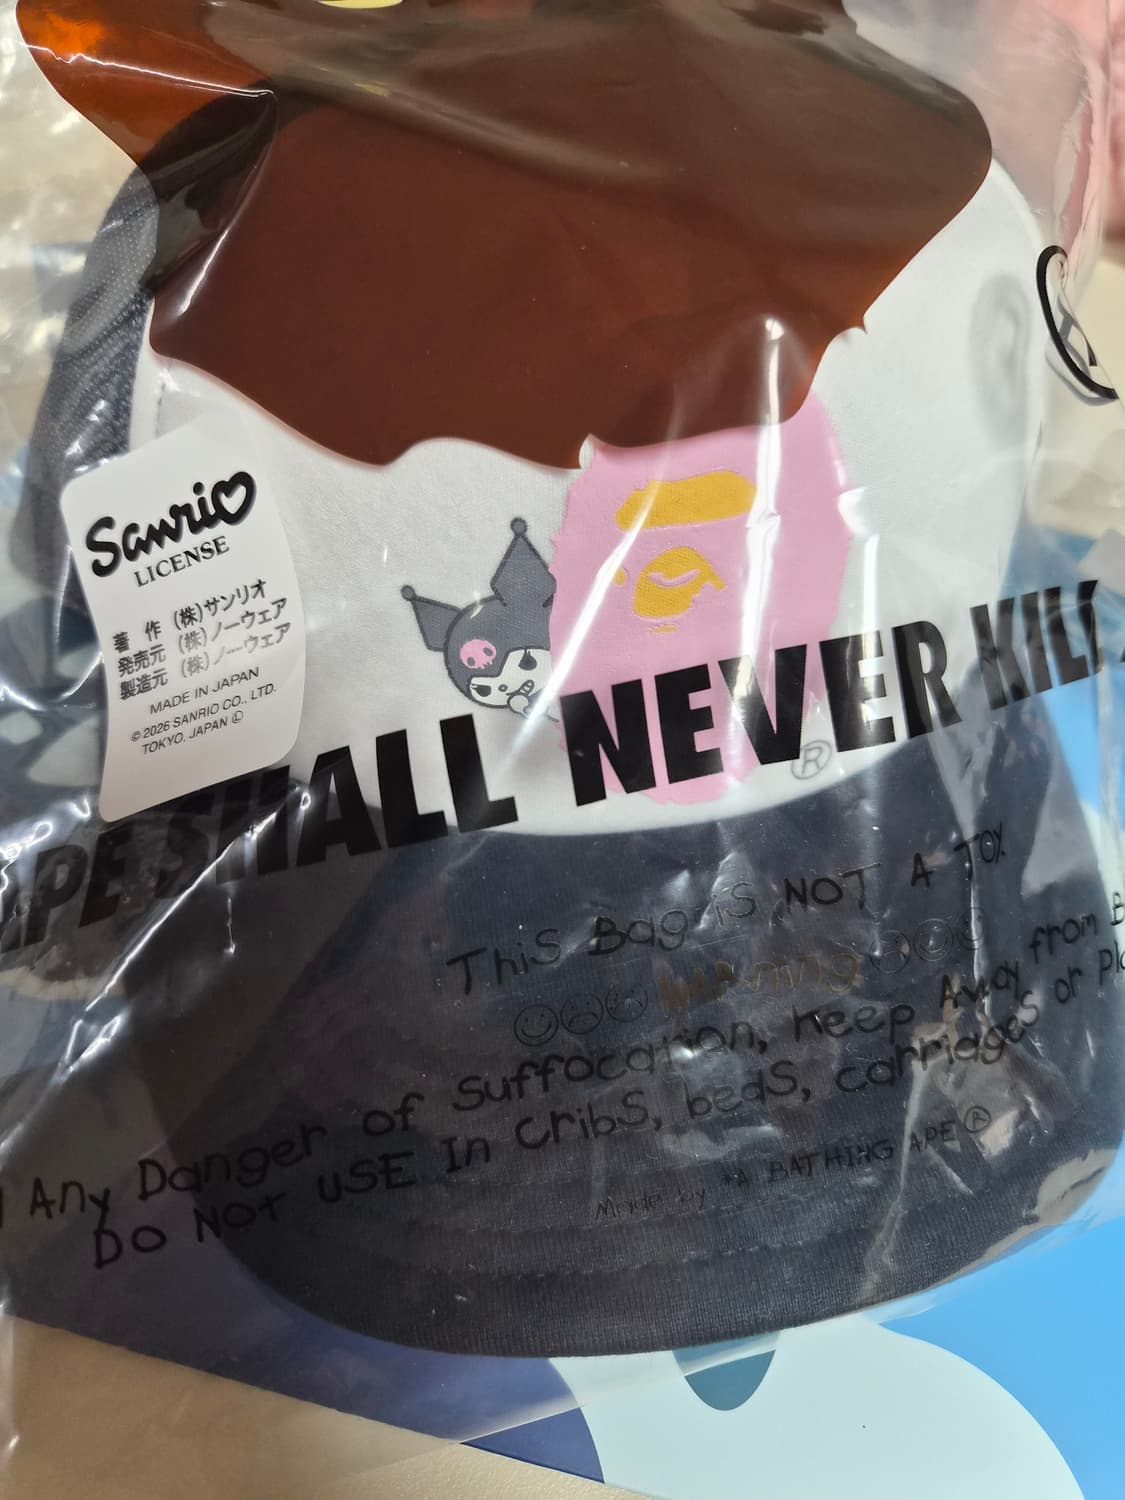 Sanrio
LICENSE
著 作 (株)サンリオ
発売元 (株)ノーウェア
製造元 (株)ノーウェア
MADE IN JAPAN
© 2026 SANRIO CO., LTD.
TOKYO, JAPAN Ⓛ
APE SHALL NEVER KILL
®
This Bag is NOT A TOY
Warning
Any Danger of Suffocation, Keep Away from
DO NOT USE In Cribs, beds, carriages or
Made by "A BATHING APE®